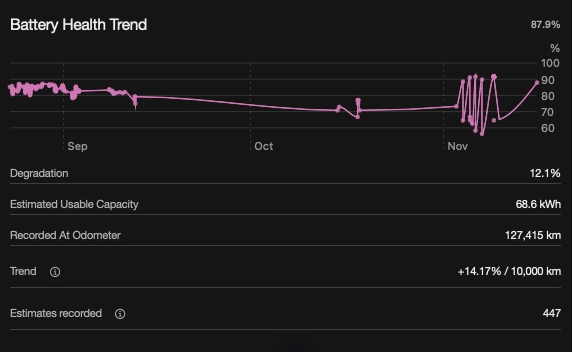 Battery Health Trend 87.9%
%
100
90
80
70
60
Sep Oct Nov
Degradation 12.1%
Estimated Usable Capacity 68.6 kWh
Recorded At Odometer 127,415 km
Trend +14.17% / 10,000 km
Estimates recorded 447